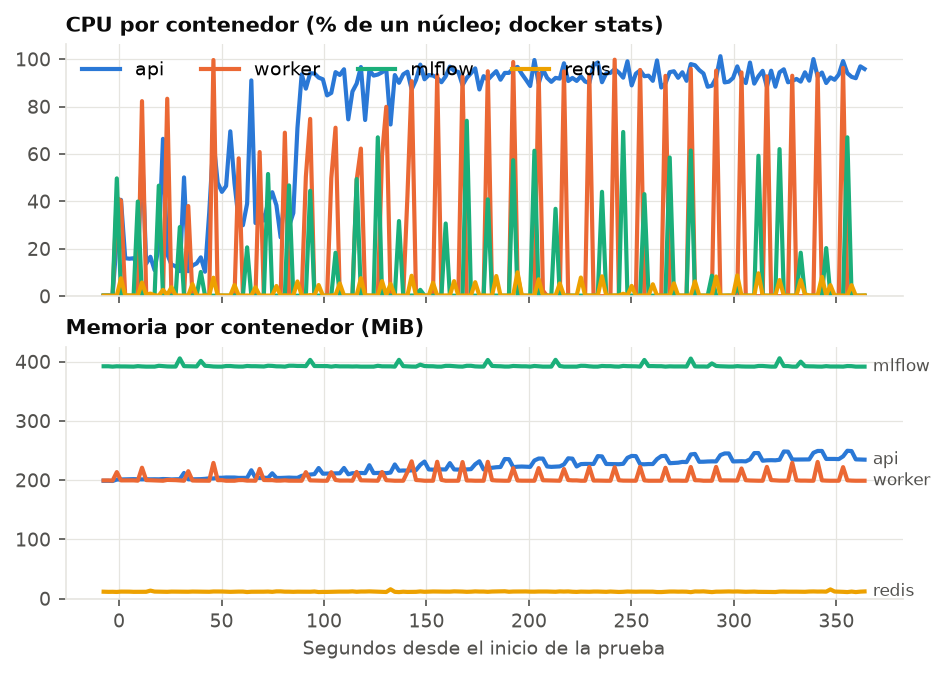 CPU por contenedor (% de un núcleo; docker stats)
api worker mlflow redis
100
80
60
40
20
0
Memoria por contenedor (MiB)
400
300
200
100
0
mlflow
api
worker
redis
0 50 100 150 200 250 300 350
Segundos desde el inicio de la prueba